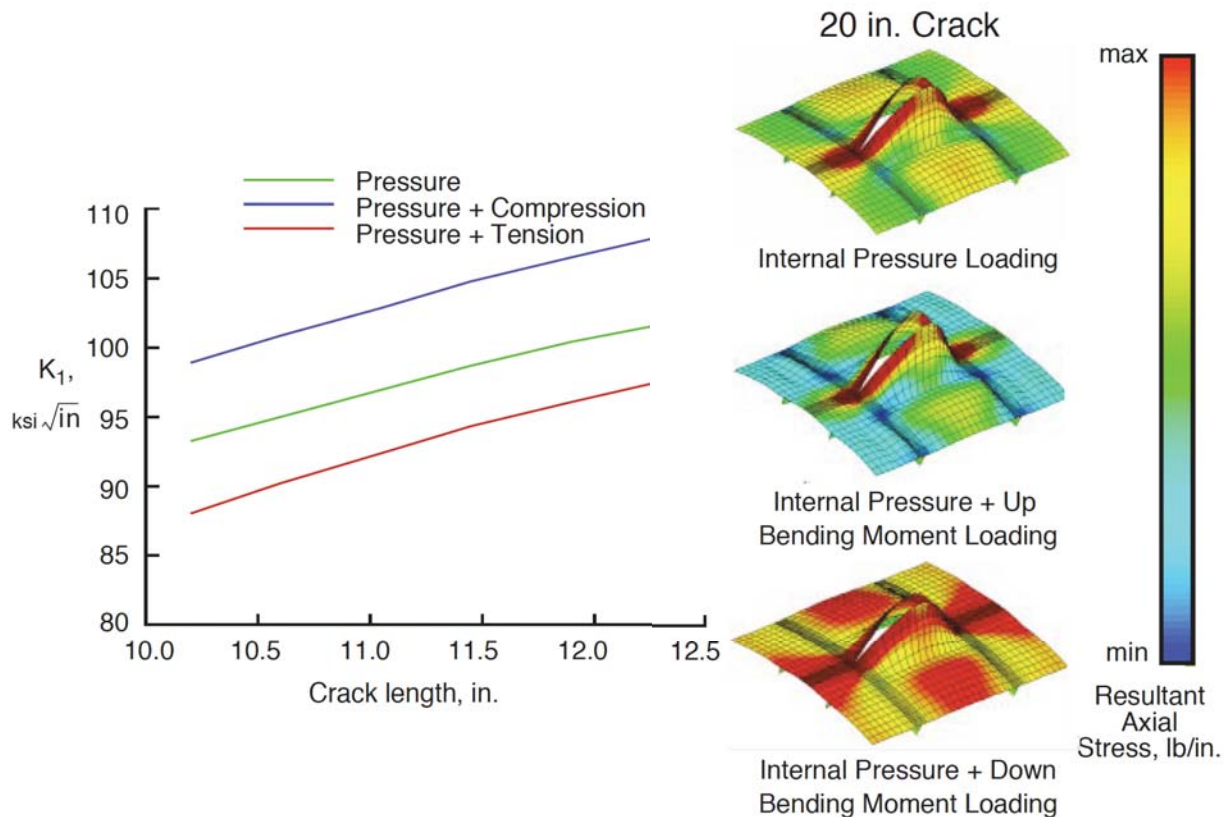 20 in. Crack
max
Internal Pressure Loading
Pressure
Pressure + Compression
Pressure + Tension
110
105
100
95
90
85
80
K1,
ksi √in
10.0 10.5 11.0 11.5 12.0 12.5
Crack length, in.
Internal Pressure + Up
Bending Moment Loading
min
Resultant
Axial
Stress, lb/in.
Internal Pressure + Down
Bending Moment Loading